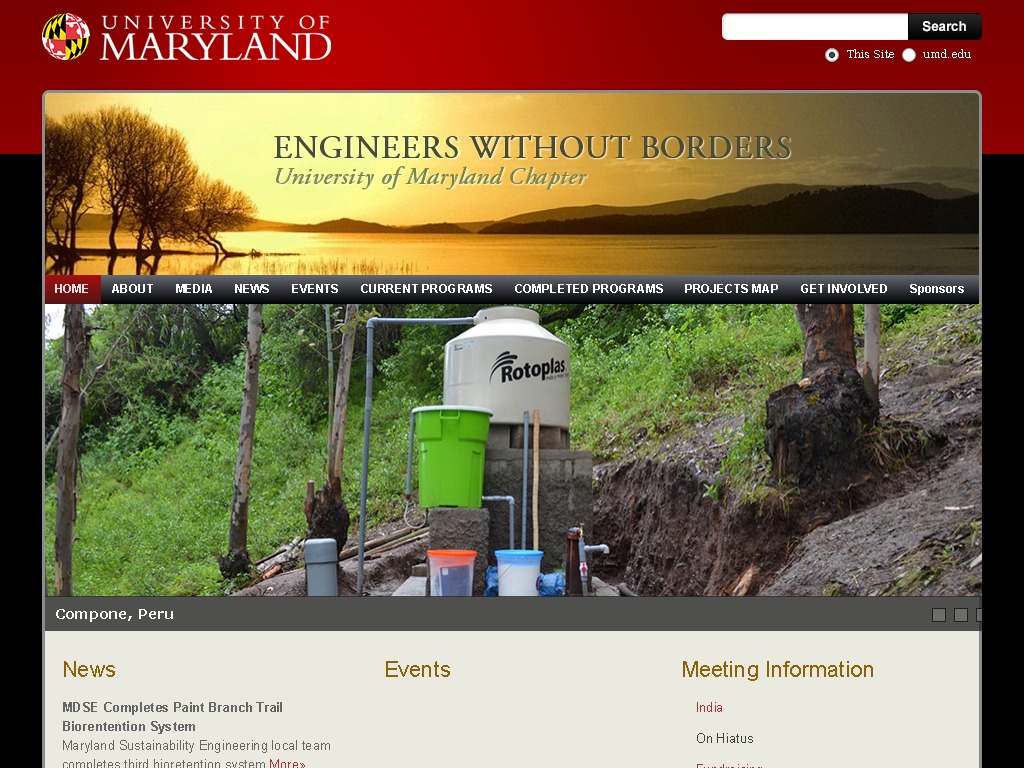 UNIVERSITY OF
MARYLAND
Search
This Site
umd.edu
ENGINEERS WITHOUT BORDERS
University of Maryland Chapter
HOME ABOUT MEDIA NEWS EVENTS CURRENT PROGRAMS COMPLETED PROGRAMS PROJECTS MAP GET INVOLVED Sponsors
Rotoplas
Compone, Peru
News
MDSE Completes Paint Branch Trail
Biorentention System
Maryland Sustainability Engineering local team
completes third bioretention system More»
Events
Meeting Information
India
On Hiatus
Fundraising